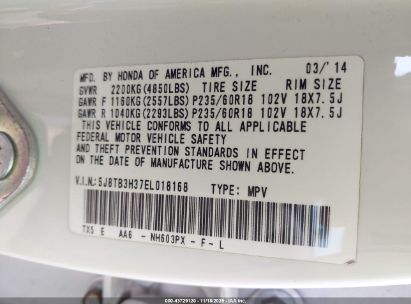 MFD. BY HONDA OF AMERICA MFG., INC. 03/'14
GVWR 2200KG(4850LBS) TIRE SIZE RIM SIZE
GAWR F 1160KG(2557LBS) P235/60R18 102V 18X7.5J
GAWR R 1040KG(2293LBS) P235/60R18 102V 18X7.5J
THIS VEHICLE CONFORMS TO ALL APPLICABLE
FEDERAL MOTOR VEHICLE SAFETY
AND THEFT PREVENTION STANDARDS IN EFFECT
ON THE DATE OF MANUFACTURE SHOWN ABOVE.
V.I.N.:5J8TB3H37EL018168 TYPE: MPV
TX5 E AA6 - NH603PX - F - L